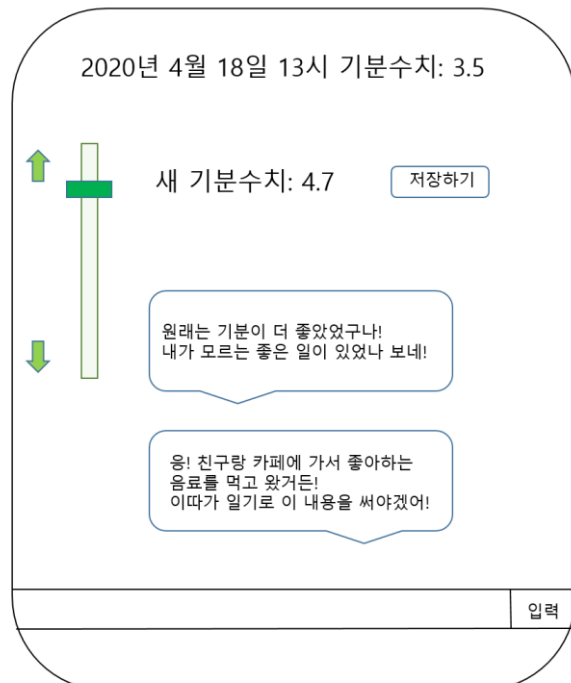 2020년 4월 18일 13시 기분수치: 3.5
새 기분수치: 4.7
저장하기
원래는 기분이 더 좋았었구나!
내가 모르는 좋은 일이 있었나 보네!
응! 친구랑 카페에 가서 좋아하는
음료를 먹고 왔거든!
이따가 일기로 이 내용을 써야겠어!
입력